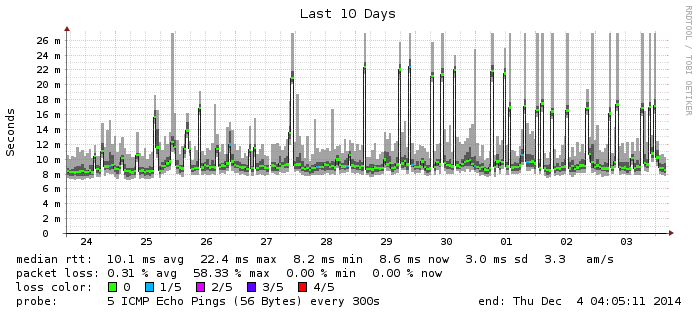 Last 10 Days
RRDTOOL / TOBI OETIKER
Seconds
26 m
24 m
22 m
20 m
18 m
16 m
14 m
12 m
10 m
8 m
6 m
4 m
2 m
0
24 25 26 27 28 29 30 01 02 03
median rtt: 10.1 ms avg 22.4 ms max 8.2 ms min 8.6 ms now 3.0 ms sd 3.3 am/s
packet loss: 0.31 % avg 58.33 % max 0.00 % min 0.00 % now
loss color: 0 1/5 2/5 3/5 4/5
probe: 5 ICMP Echo Pings (56 Bytes) every 300s end: Thu Dec 4 04:05:11 2014